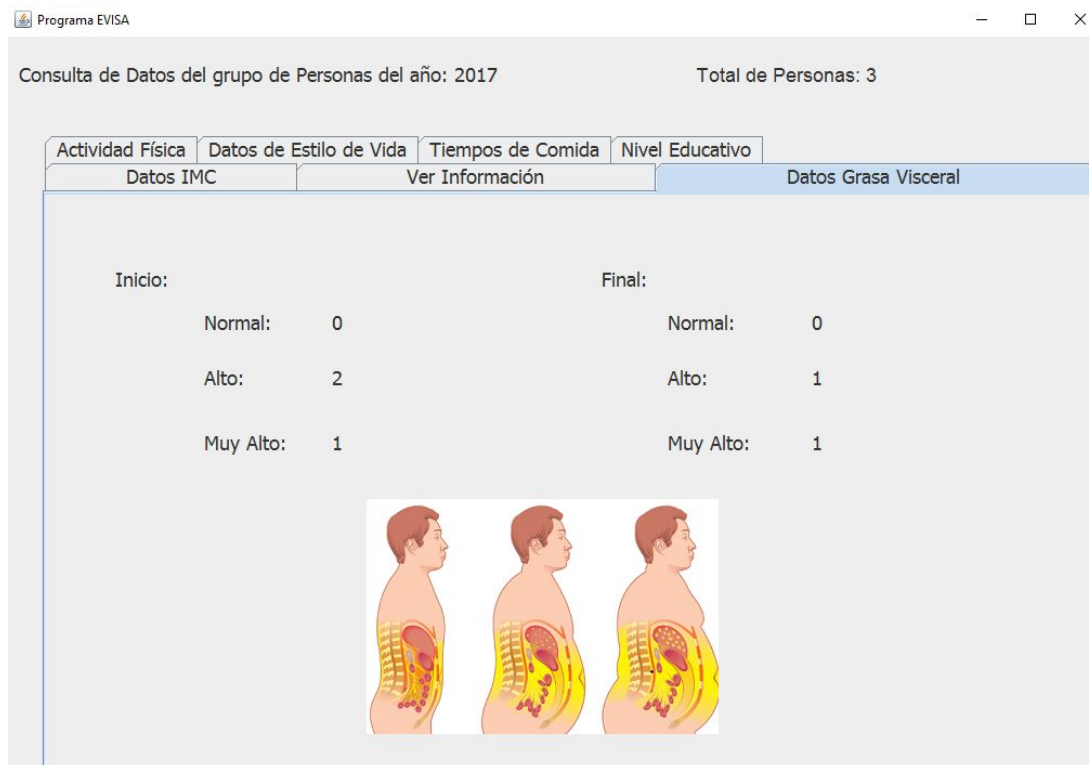 Programa EVISA
Consulta de Datos del grupo de Personas del año: 2017 Total de Personas: 3
Actividad Física Datos de Estilo de Vida Tiempos de Comida Nivel Educativo
Datos IMC Ver Información Datos Grasa Visceral
Inicio: Final:
Normal: 0 Normal: 0
Alto: 2 Alto: 1
Muy Alto: 1 Muy Alto: 1